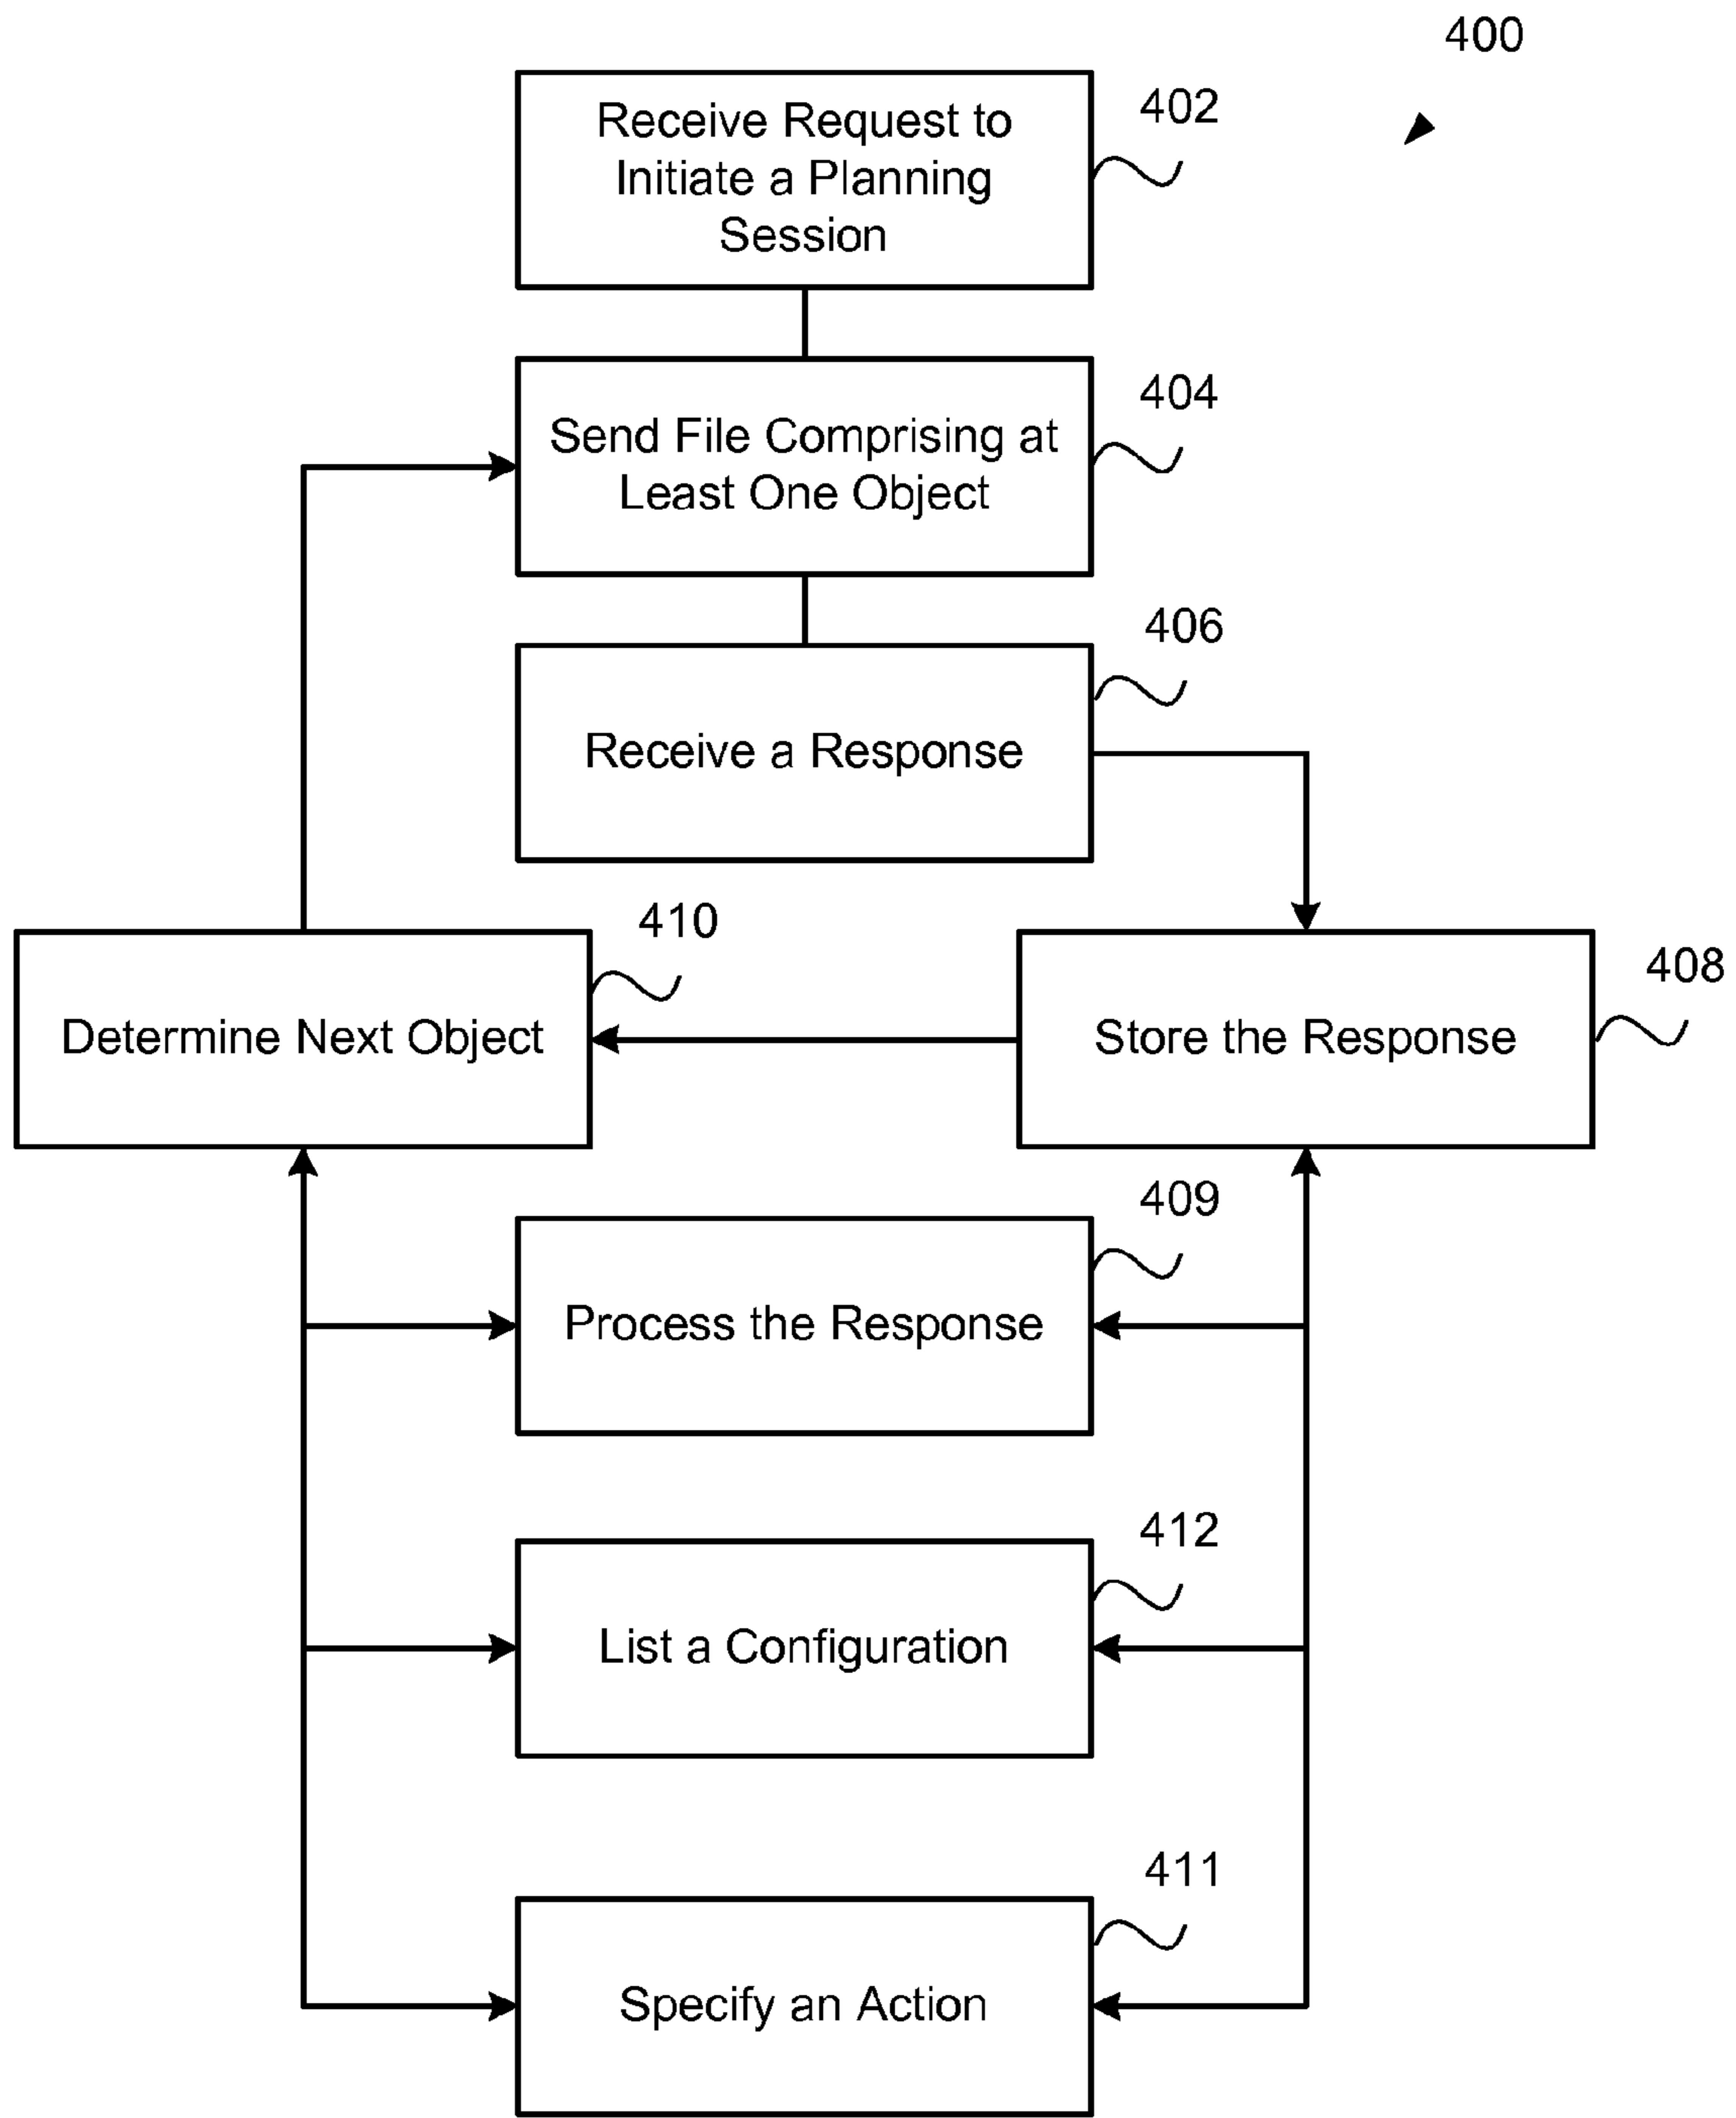 400
Receive Request to
Initiate a Planning
Session
402
Send File Comprising at
Least One Object
404
Receive a Response
406
Determine Next Object
410
Store the Response
408
Process the Response
409
List a Configuration
412
Specify an Action
411